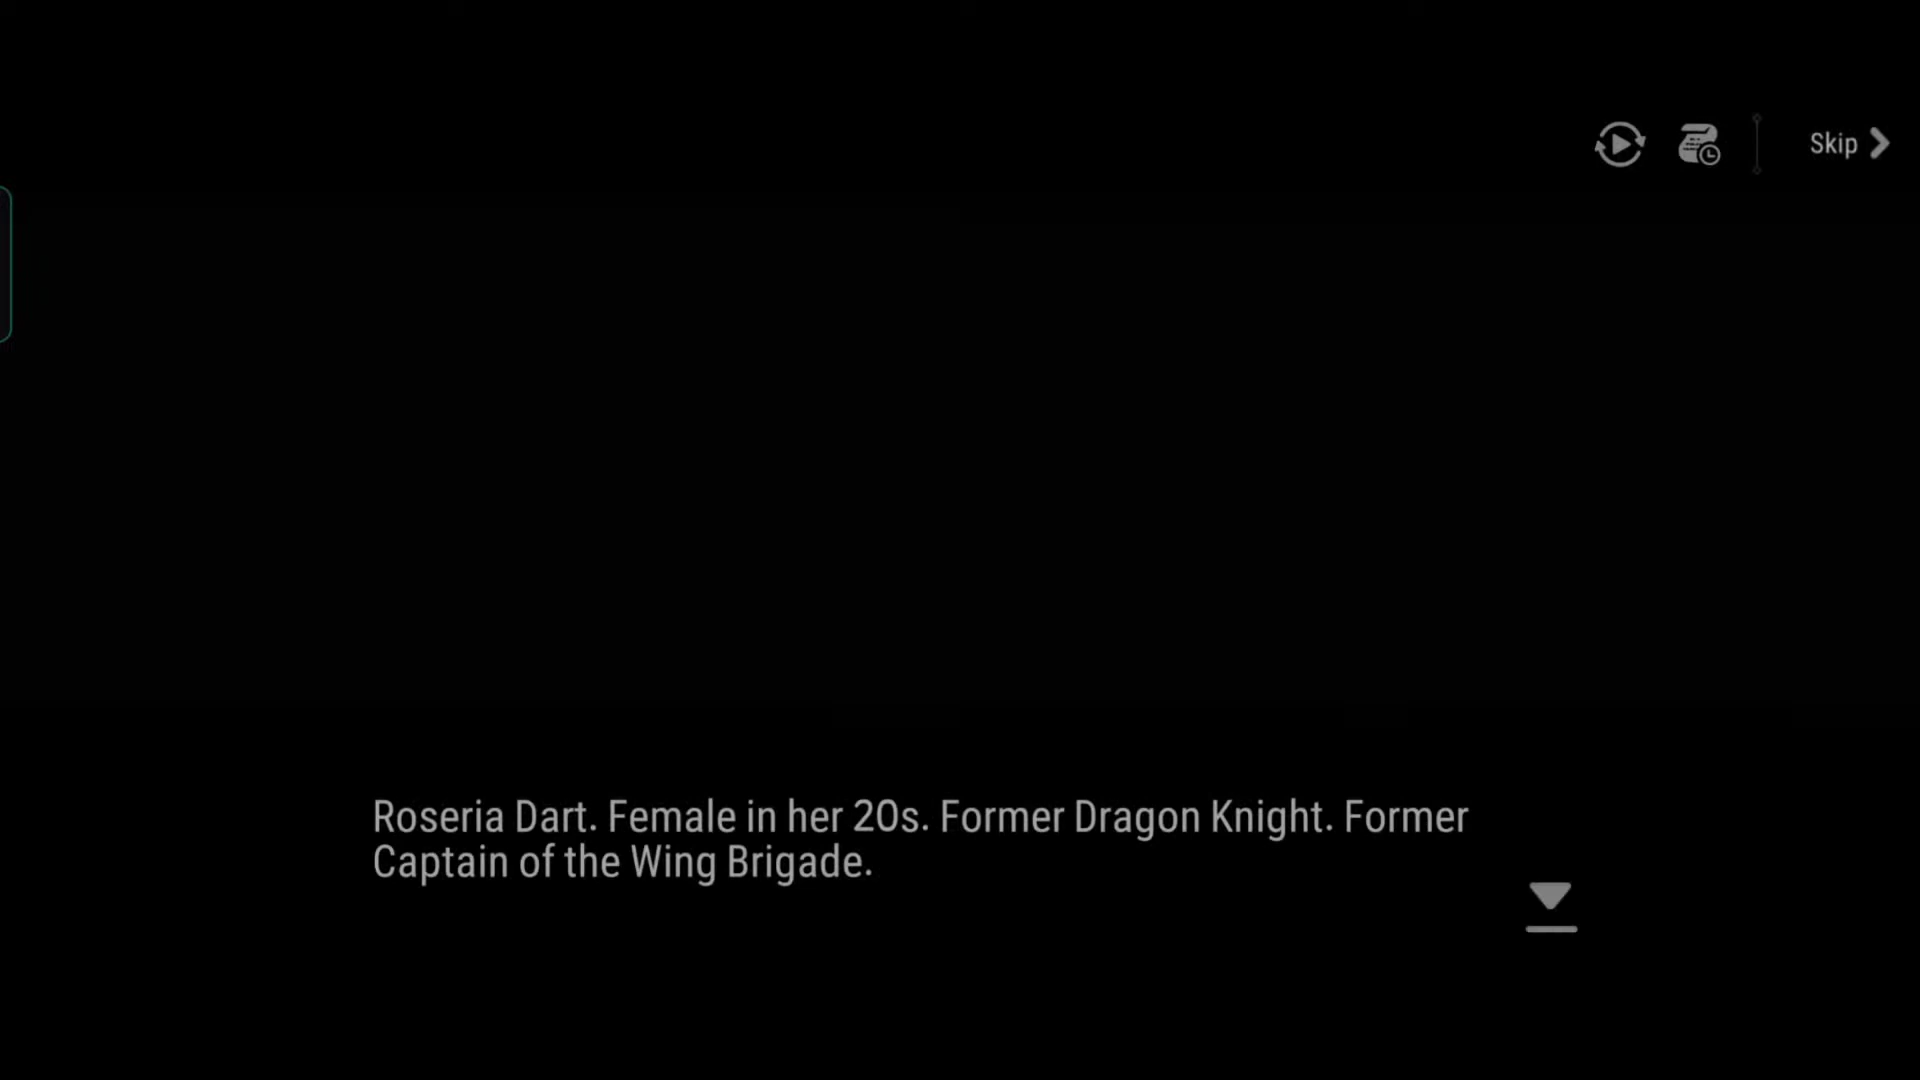 Skip
Roseria Dart. Female in her 20s. Former Dragon Knight. Former
Captain of the Wing Brigade.